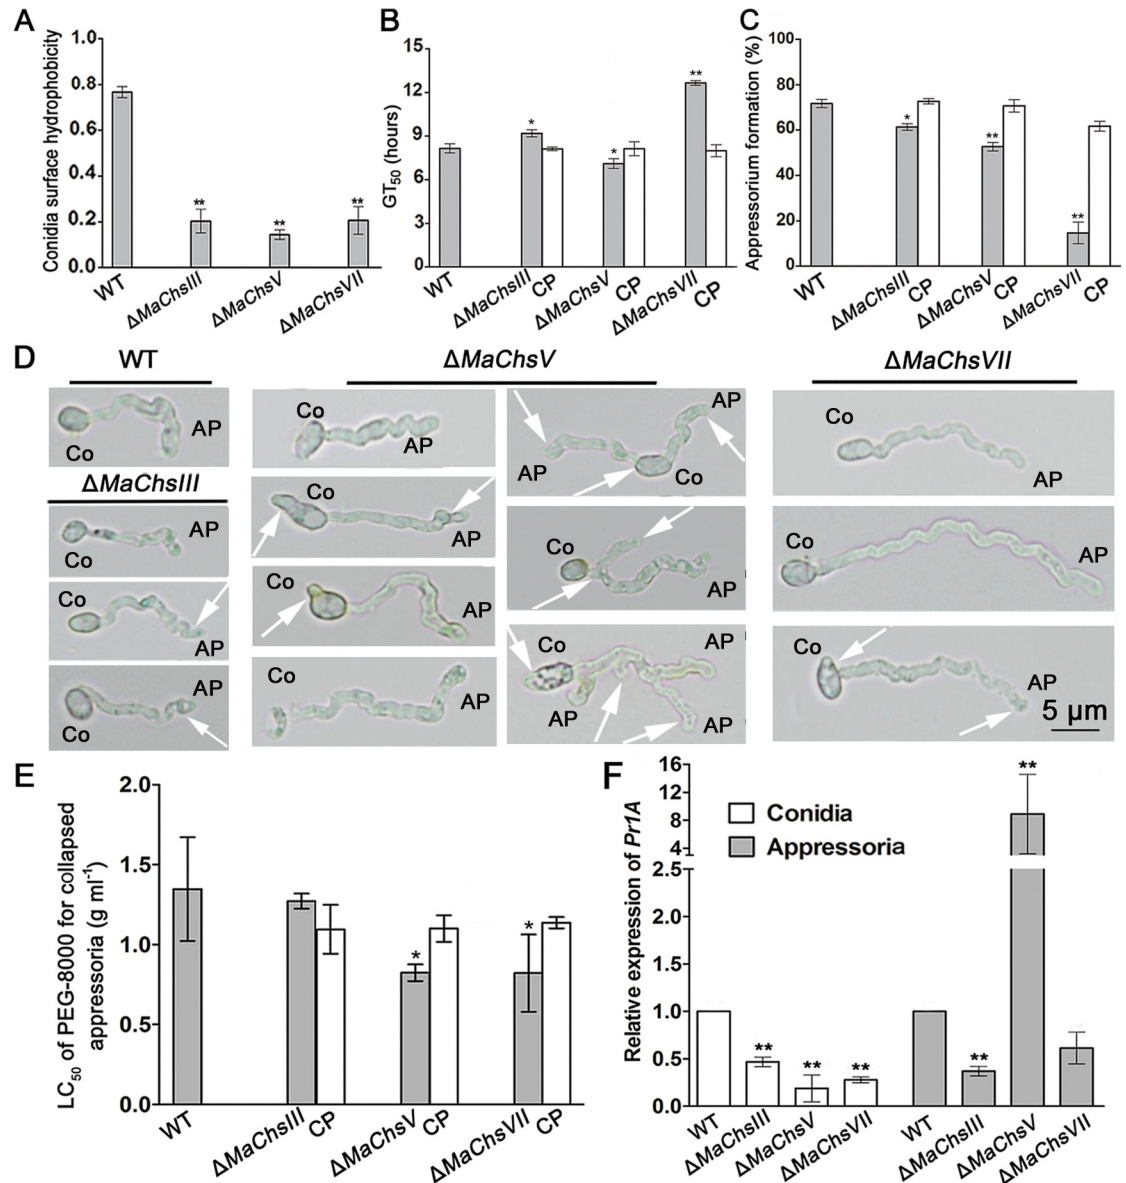 A
Conidia surface hydrophobicity
1.0
0.8
0.6
0.4
0.2
0.0
WT
ΔMaChsIII
ΔMaChsV
ΔMaChsVII
**
**
**
B
GT50 (hours)
15
12
9
6
3
0
WT
ΔMaChsIII
CP
ΔMaChsV
CP
ΔMaChsVII
CP
*
*
**
C
Appressorium formation (%)
100
80
60
40
20
0
WT
ΔMaChsIII
CP
ΔMaChsV
CP
ΔMaChsVII
CP
*
**
**
D
WT
Co
AP
ΔMaChsIII
Co
AP
Co
AP
Co
AP
ΔMaChsV
Co
AP
Co
AP
Co
AP
Co
AP
AP
AP
Co
Co
AP
Co
AP
AP
AP
ΔMaChsVII
Co
AP
Co
AP
Co
AP
5 μm
E
LC50 of PEG-8000 for collapsed
appressoria (g ml-1)
2.0
1.5
1.0
0.5
0.0
WT
ΔMaChsIII
CP
ΔMaChsV
CP
ΔMaChsVII
CP
*
*
F
Relative expression of Pr1A
16
12
8
4
2.5
2.0
1.5
1.0
0.5
0.0
Conidia
Appressoria
**
**
**
**
**
WT
ΔMaChsIII
ΔMaChsV
ΔMaChsVII
WT
ΔMaChsIII
ΔMaChsV
ΔMaChsVII